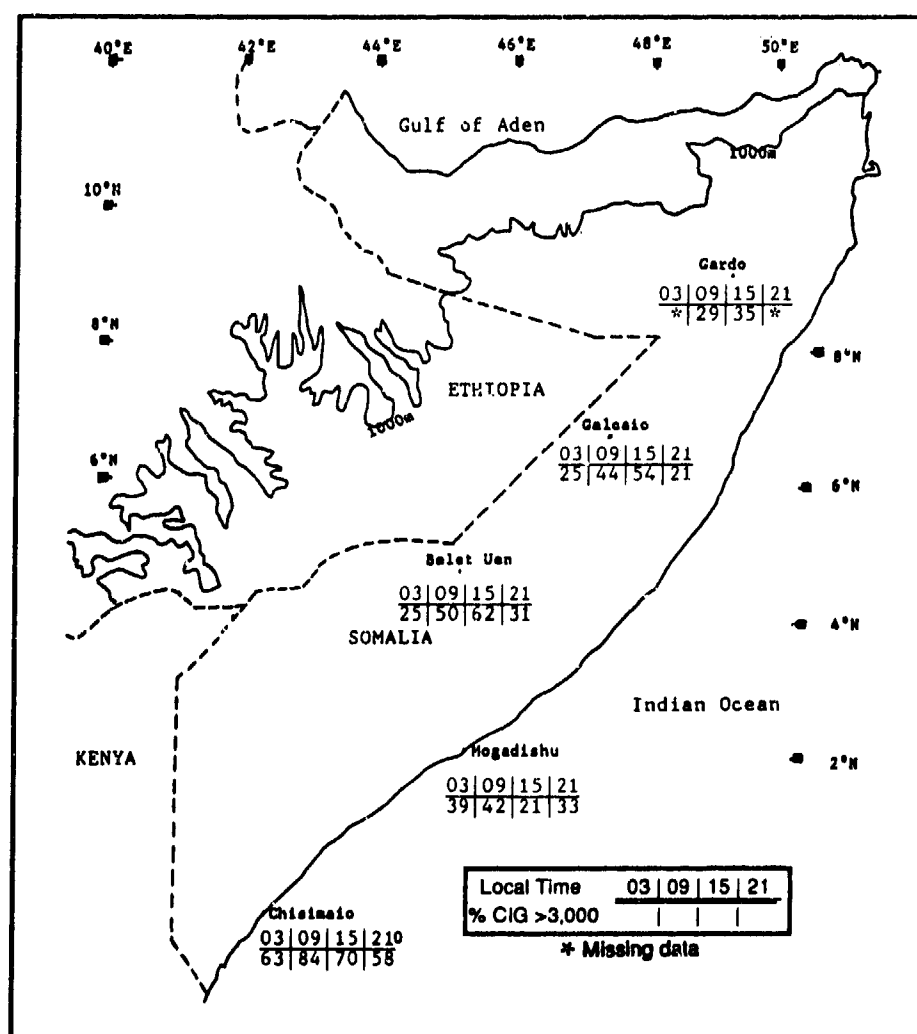 40°E 42°E 44°E 46°E 48°E 50°E
Gulf of Aden
1000m
10°N
Gardo
03|09|15|21
*|29|35|*
8°N
8°N
ETHIOPIA
1000m
Galcaio
03|09|15|21
25|44|54|21
6°N
6°N
Belet Uen
03|09|15|21
25|50|62|31
4°N
SOMALIA
Indian Ocean
KENYA
Mogadishu
2°N
03|09|15|21
39|42|21|33
Local Time 03|09|15|21
% CIG >3,000
* Missing data
Chisimaio
03|09|15|21⁰
63|84|70|58